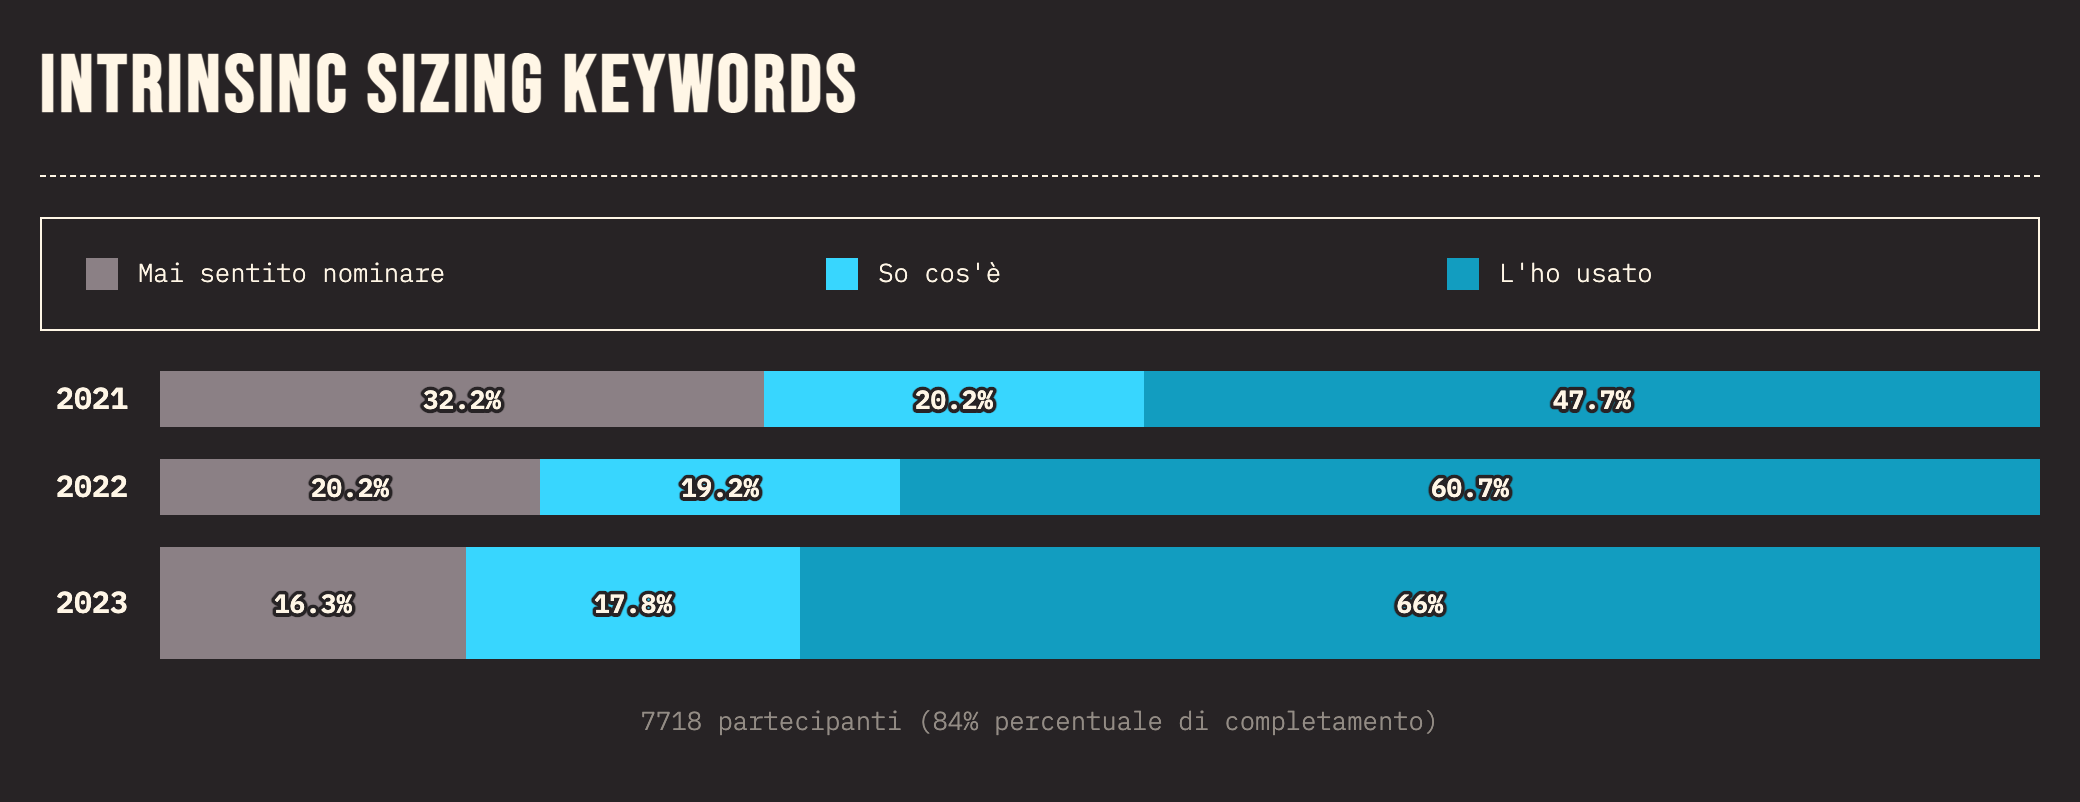 INTRINSINC SIZING KEYWORDS
Mai sentito nominare So cos'è L'ho usato
2021 32.2% 20.2% 47.7%
2022 20.2% 19.2% 60.7%
2023 16.3% 17.8% 66%
7718 partecipanti (84% percentuale di completamento)